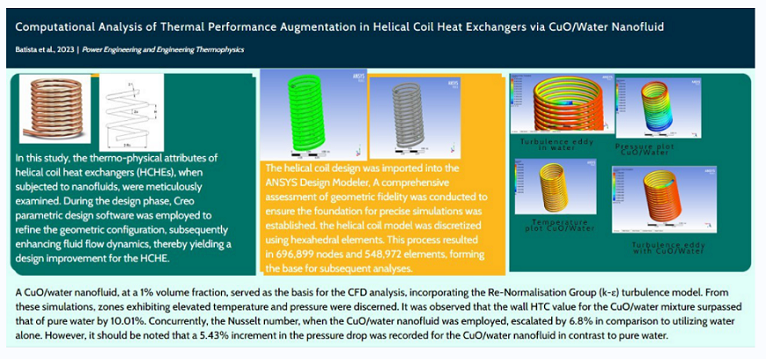 Computational Analysis of Thermal Performance Augmentation in Helical Coil Heat Exchangers via CuO/Water Nanofluid
Batista et al., 2023 | Power Engineering and Engineering Thermophysics
In this study, the thermo-physical attributes of
helical coil heat exchangers (HCHEs), when
subjected to nanofluids, were meticulously
examined. During the design phase, Creo
parametric design software was employed to
refine the geometric configuration, subsequently
enhancing fluid flow dynamics, thereby yielding a
design improvement for the HCHE.
ANSYS
ANSYS
The helical coil design was imported into the
ANSYS Design Modeler. A comprehensive
assessment of geometric fidelity was conducted to
ensure the foundation for precise simulations was
established. the helical coil model was discretized
using hexahedral elements. This process resulted
in 696,899 nodes and 548,972 elements, forming
the base for subsequent analyses.
Turbulence eddy
in water
Pressure plot
CuO/Water
Temperature
plot CuO/Water
Turbulence eddy
with CuO/Water
A CuO/water nanofluid, at a 1% volume fraction, served as the basis for the CFD analysis, incorporating the Re-Normalisation Group (k-ε) turbulence model. From
these simulations, zones exhibiting elevated temperature and pressure were discerned. It was observed that the wall HTC value for the CuO/water mixture surpassed
that of pure water by 10.01%. Concurrently, the Nusselt number, when the CuO/water nanofluid was employed, escalated by 6.8% in comparison to utilizing water
alone. However, it should be noted that a 5.43% increment in the pressure drop was recorded for the CuO/water nanofluid in contrast to pure water.